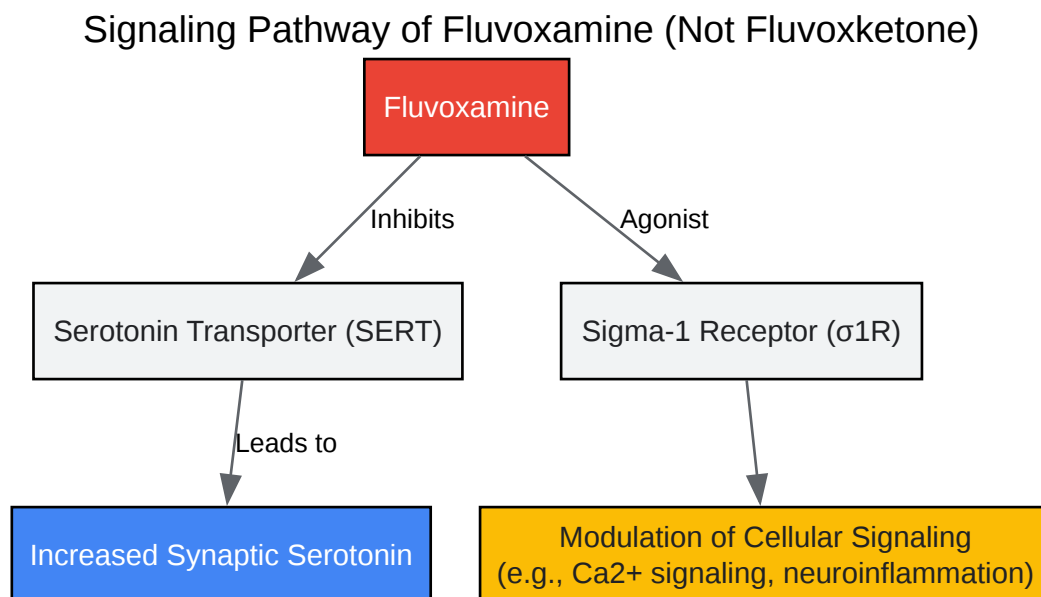 Signaling Pathway of Fluvoxamine (Not Fluvoxketone)
Fluvoxamine
Inhibits
Agonist
Serotonin Transporter (SERT)
Sigma-1 Receptor (σ1R)
Leads to
Increased Synaptic Serotonin
Modulation of Cellular Signaling
(e.g., Ca2+ signaling, neuroinflammation)